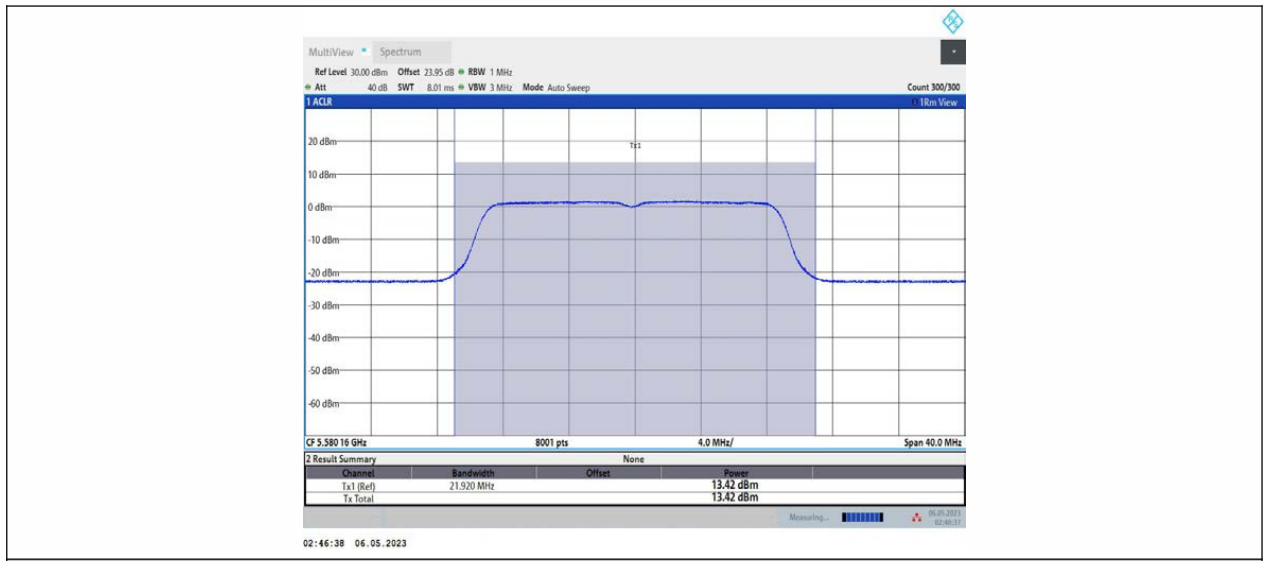 MultiView Spectrum
Ref Level 30.00 dBm Offset 23.95 dB RBW 1 MHz
Att 40 dB SWT 8.01 ms VBW 3 MHz Mode Auto Sweep Count 300/300
1 ACLR 1Rm View
20 dBm
Tx1
10 dBm
0 dBm
-10 dBm
-20 dBm
-30 dBm
-40 dBm
-50 dBm
-60 dBm
CF 5.580 16 GHz 8001 pts 4.0 MHz/ Span 40.0 MHz
2 Result Summary None
Channel Bandwidth Offset Power
Tx1 (Ref) 21.920 MHz 13.42 dBm
Tx Total 13.42 dBm
Measuring... 06.05.2023
02:46:38 06.05.2023